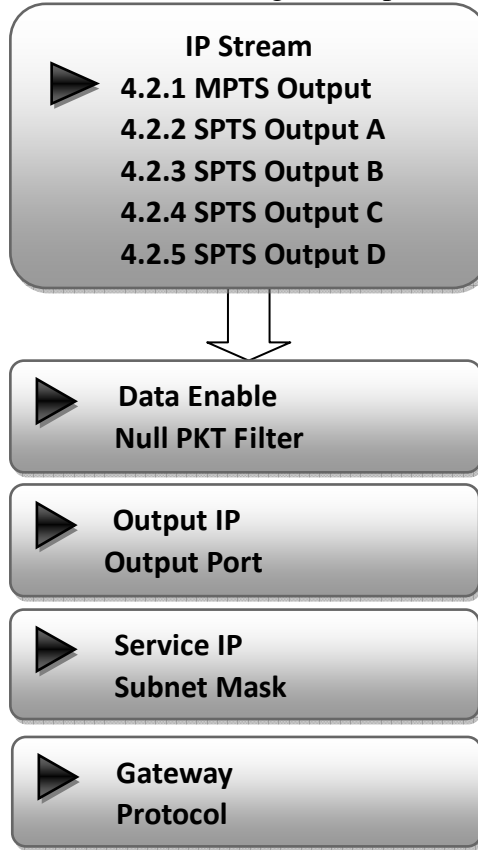 IP Stream
4.2.1 MPTS Output
4.2.2 SPTS Output A
4.2.3 SPTS Output B
4.2.4 SPTS Output C
4.2.5 SPTS Output D
Data Enable
Null PKT Filter
Output IP
Output Port
Service IP
Subnet Mask
Gateway
Protocol